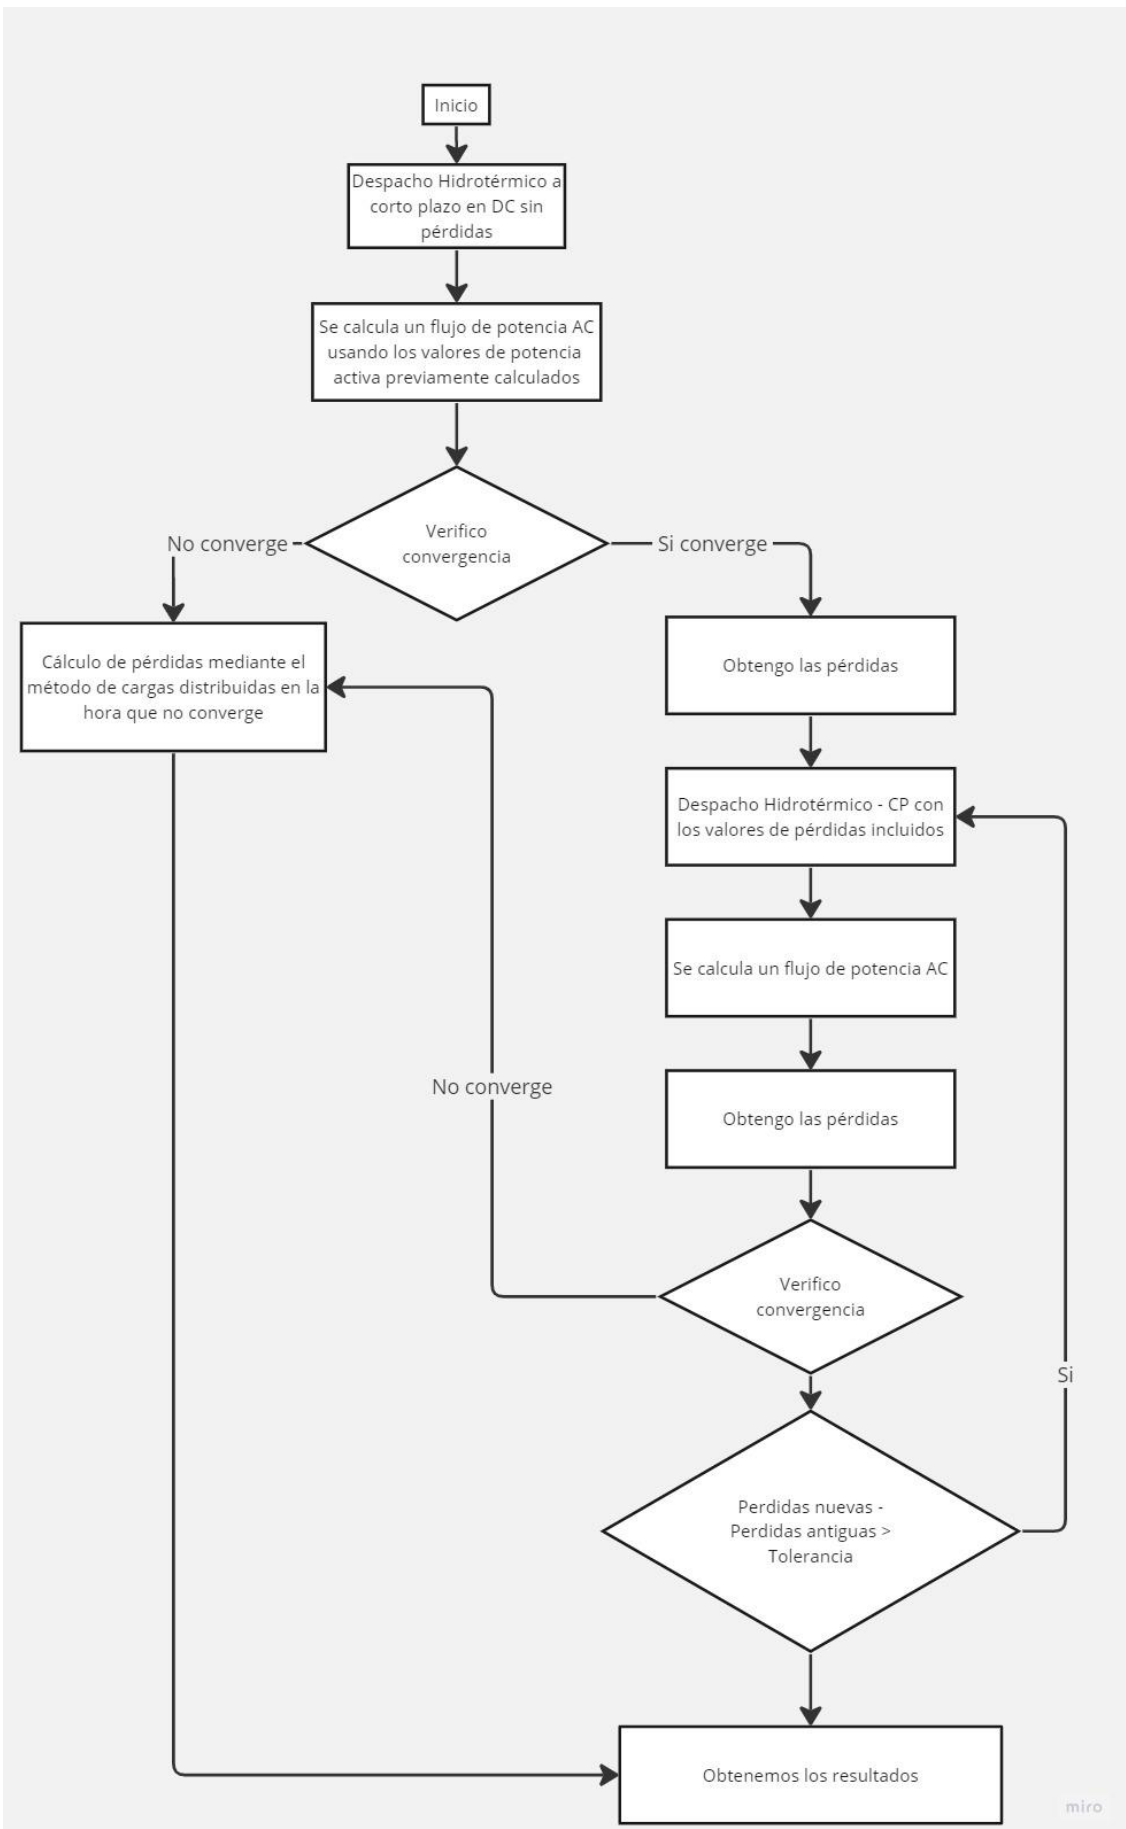 Inicio
Despacho Hidrotérmico a
corto plazo en DC sin
pérdidas
Se calcula un flujo de potencia AC
usando los valores de potencia
activa previamente calculados
Verifico
convergencia
No converge
Si converge
Cálculo de pérdidas mediante el
método de cargas distribuidas en la
hora que no converge
Obtengo las pérdidas
Despacho Hidrotérmico - CP con
los valores de pérdidas incluidos
Se calcula un flujo de potencia AC
Obtengo las pérdidas
No converge
Verifico
convergencia
Si
Perdidas nuevas -
Perdidas antiguas >
Tolerancia
Obtenemos los resultados
miro